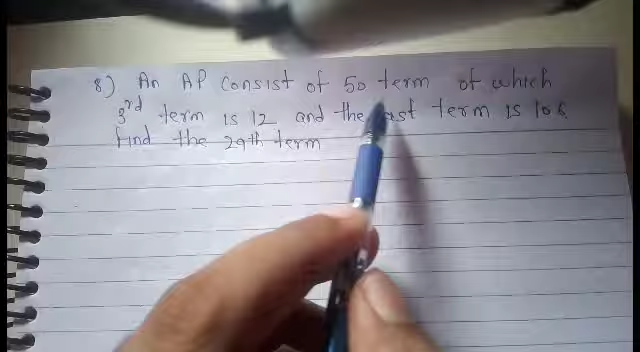 8) An AP Consist of 50 term of which
3rd term is 12 and the last term is 106
find the 29th term